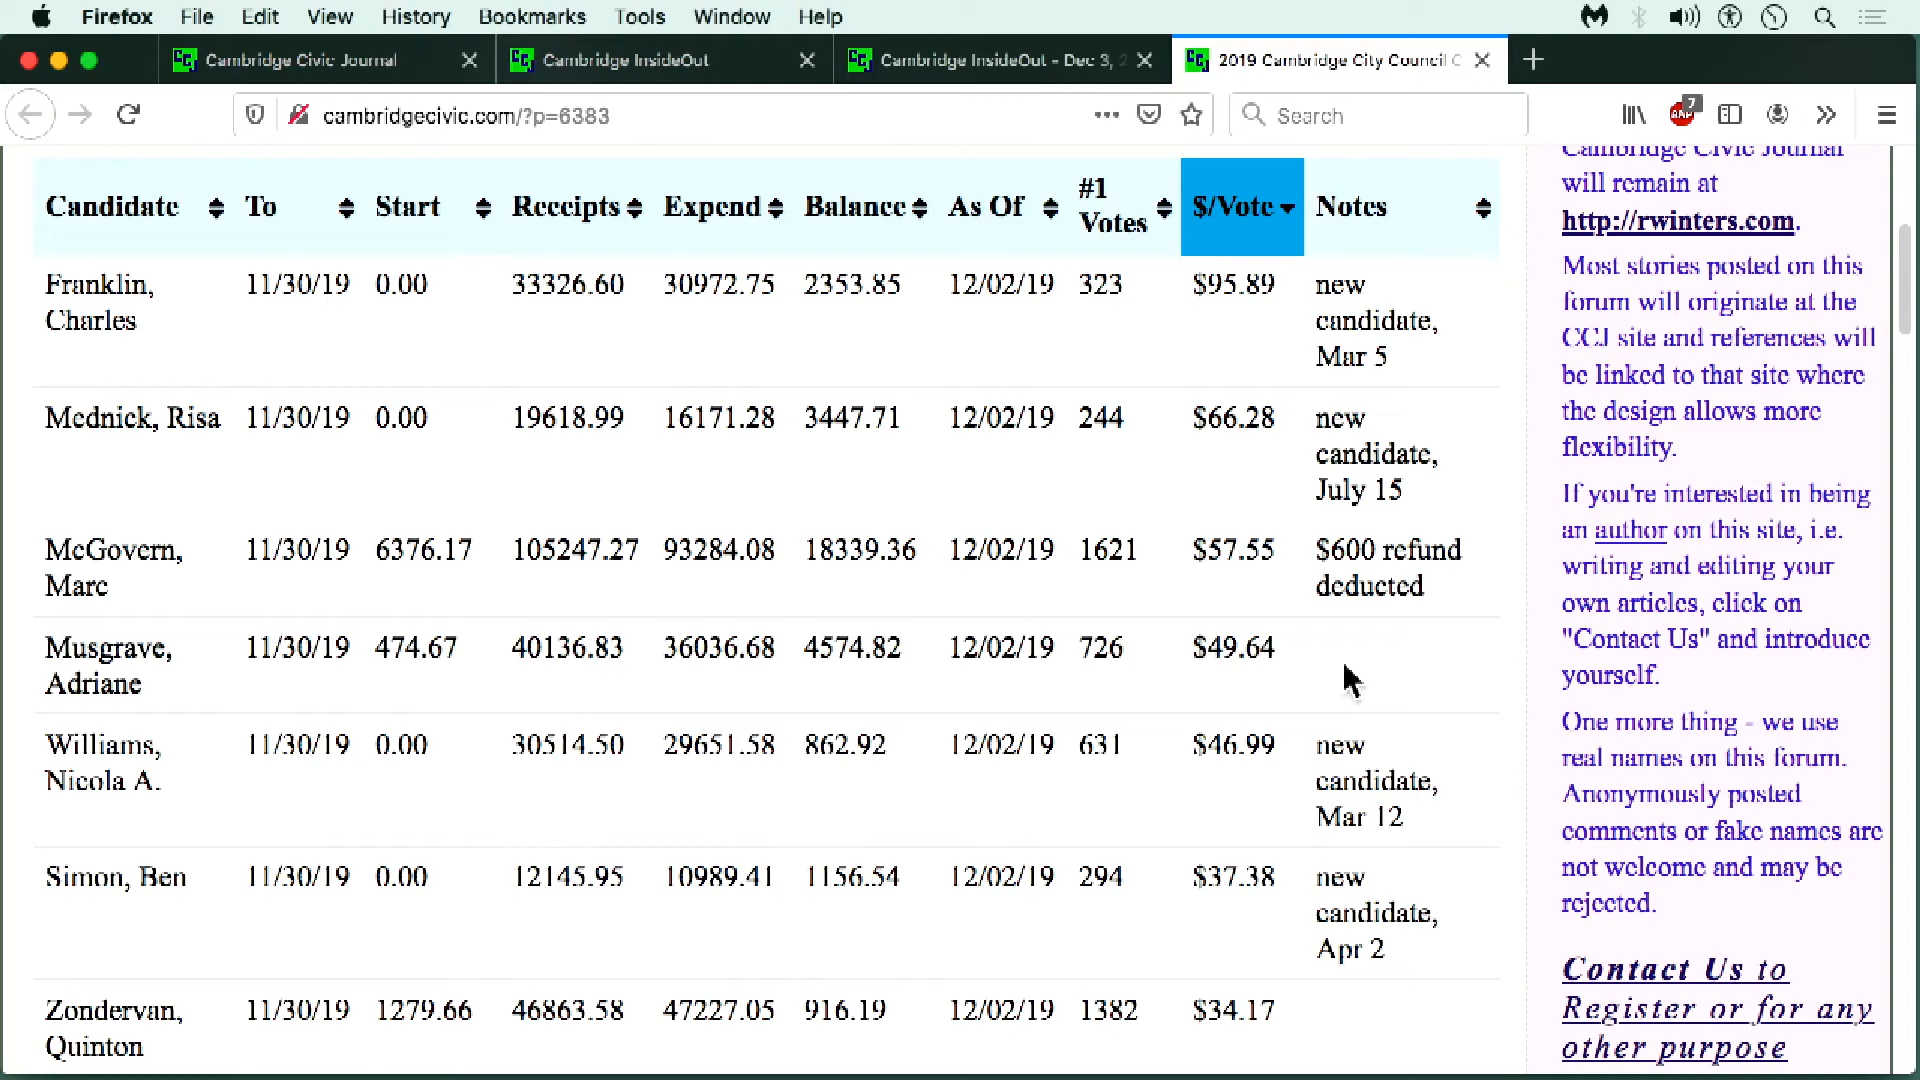 Firefox File Edit View History Bookmarks Tools Window Help
Cambridge Civic Journal Cambridge InsideOut Cambridge InsideOut - Dec 3, 2 2019 Cambridge City Council C
cambridgecivic.com/?p=6383 Search 7 ABP
Candidate To Start Receipts Expend Balance As Of #1 Votes $/Vote Notes
Franklin, Charles 11/30/19 0.00 33326.60 30972.75 2353.85 12/02/19 323 $95.89 new candidate, Mar 5
Mednick, Risa 11/30/19 0.00 19618.99 16171.28 3447.71 12/02/19 244 $66.28 new candidate, July 15
McGovern, Marc 11/30/19 6376.17 105247.27 93284.08 18339.36 12/02/19 1621 $57.55 $600 refund deducted
Musgrave, Adriane 11/30/19 474.67 40136.83 36036.68 4574.82 12/02/19 726 $49.64
Williams, Nicola A. 11/30/19 0.00 30514.50 29651.58 862.92 12/02/19 631 $46.99 new candidate, Mar 12
Simon, Ben 11/30/19 0.00 12145.95 10989.41 1156.54 12/02/19 294 $37.38 new candidate, Apr 2
Zondervan, Quinton 11/30/19 1279.66 46863.58 47227.05 916.19 12/02/19 1382 $34.17
Cambridge Civic Journal
will remain at
http://rwinters.com.
Most stories posted on this
forum will originate at the
CCJ site and references will
be linked to that site where
the design allows more
flexibility.
If you're interested in being
an author on this site, i.e.
writing and editing your
own articles, click on
"Contact Us" and introduce
yourself.
One more thing - we use
real names on this forum.
Anonymously posted
comments or fake names are
not welcome and may be
rejected.
Contact Us to
Register or for any
other purpose